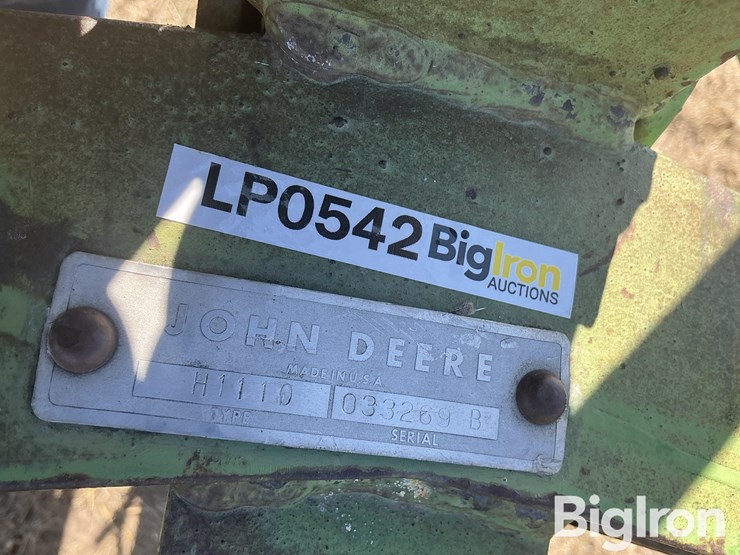 LP0542 BigIron
AUCTIONS
JOHN DEERE
MADE IN U.S.A.
H1110 033269 B
TYPE SERIAL
BigIron